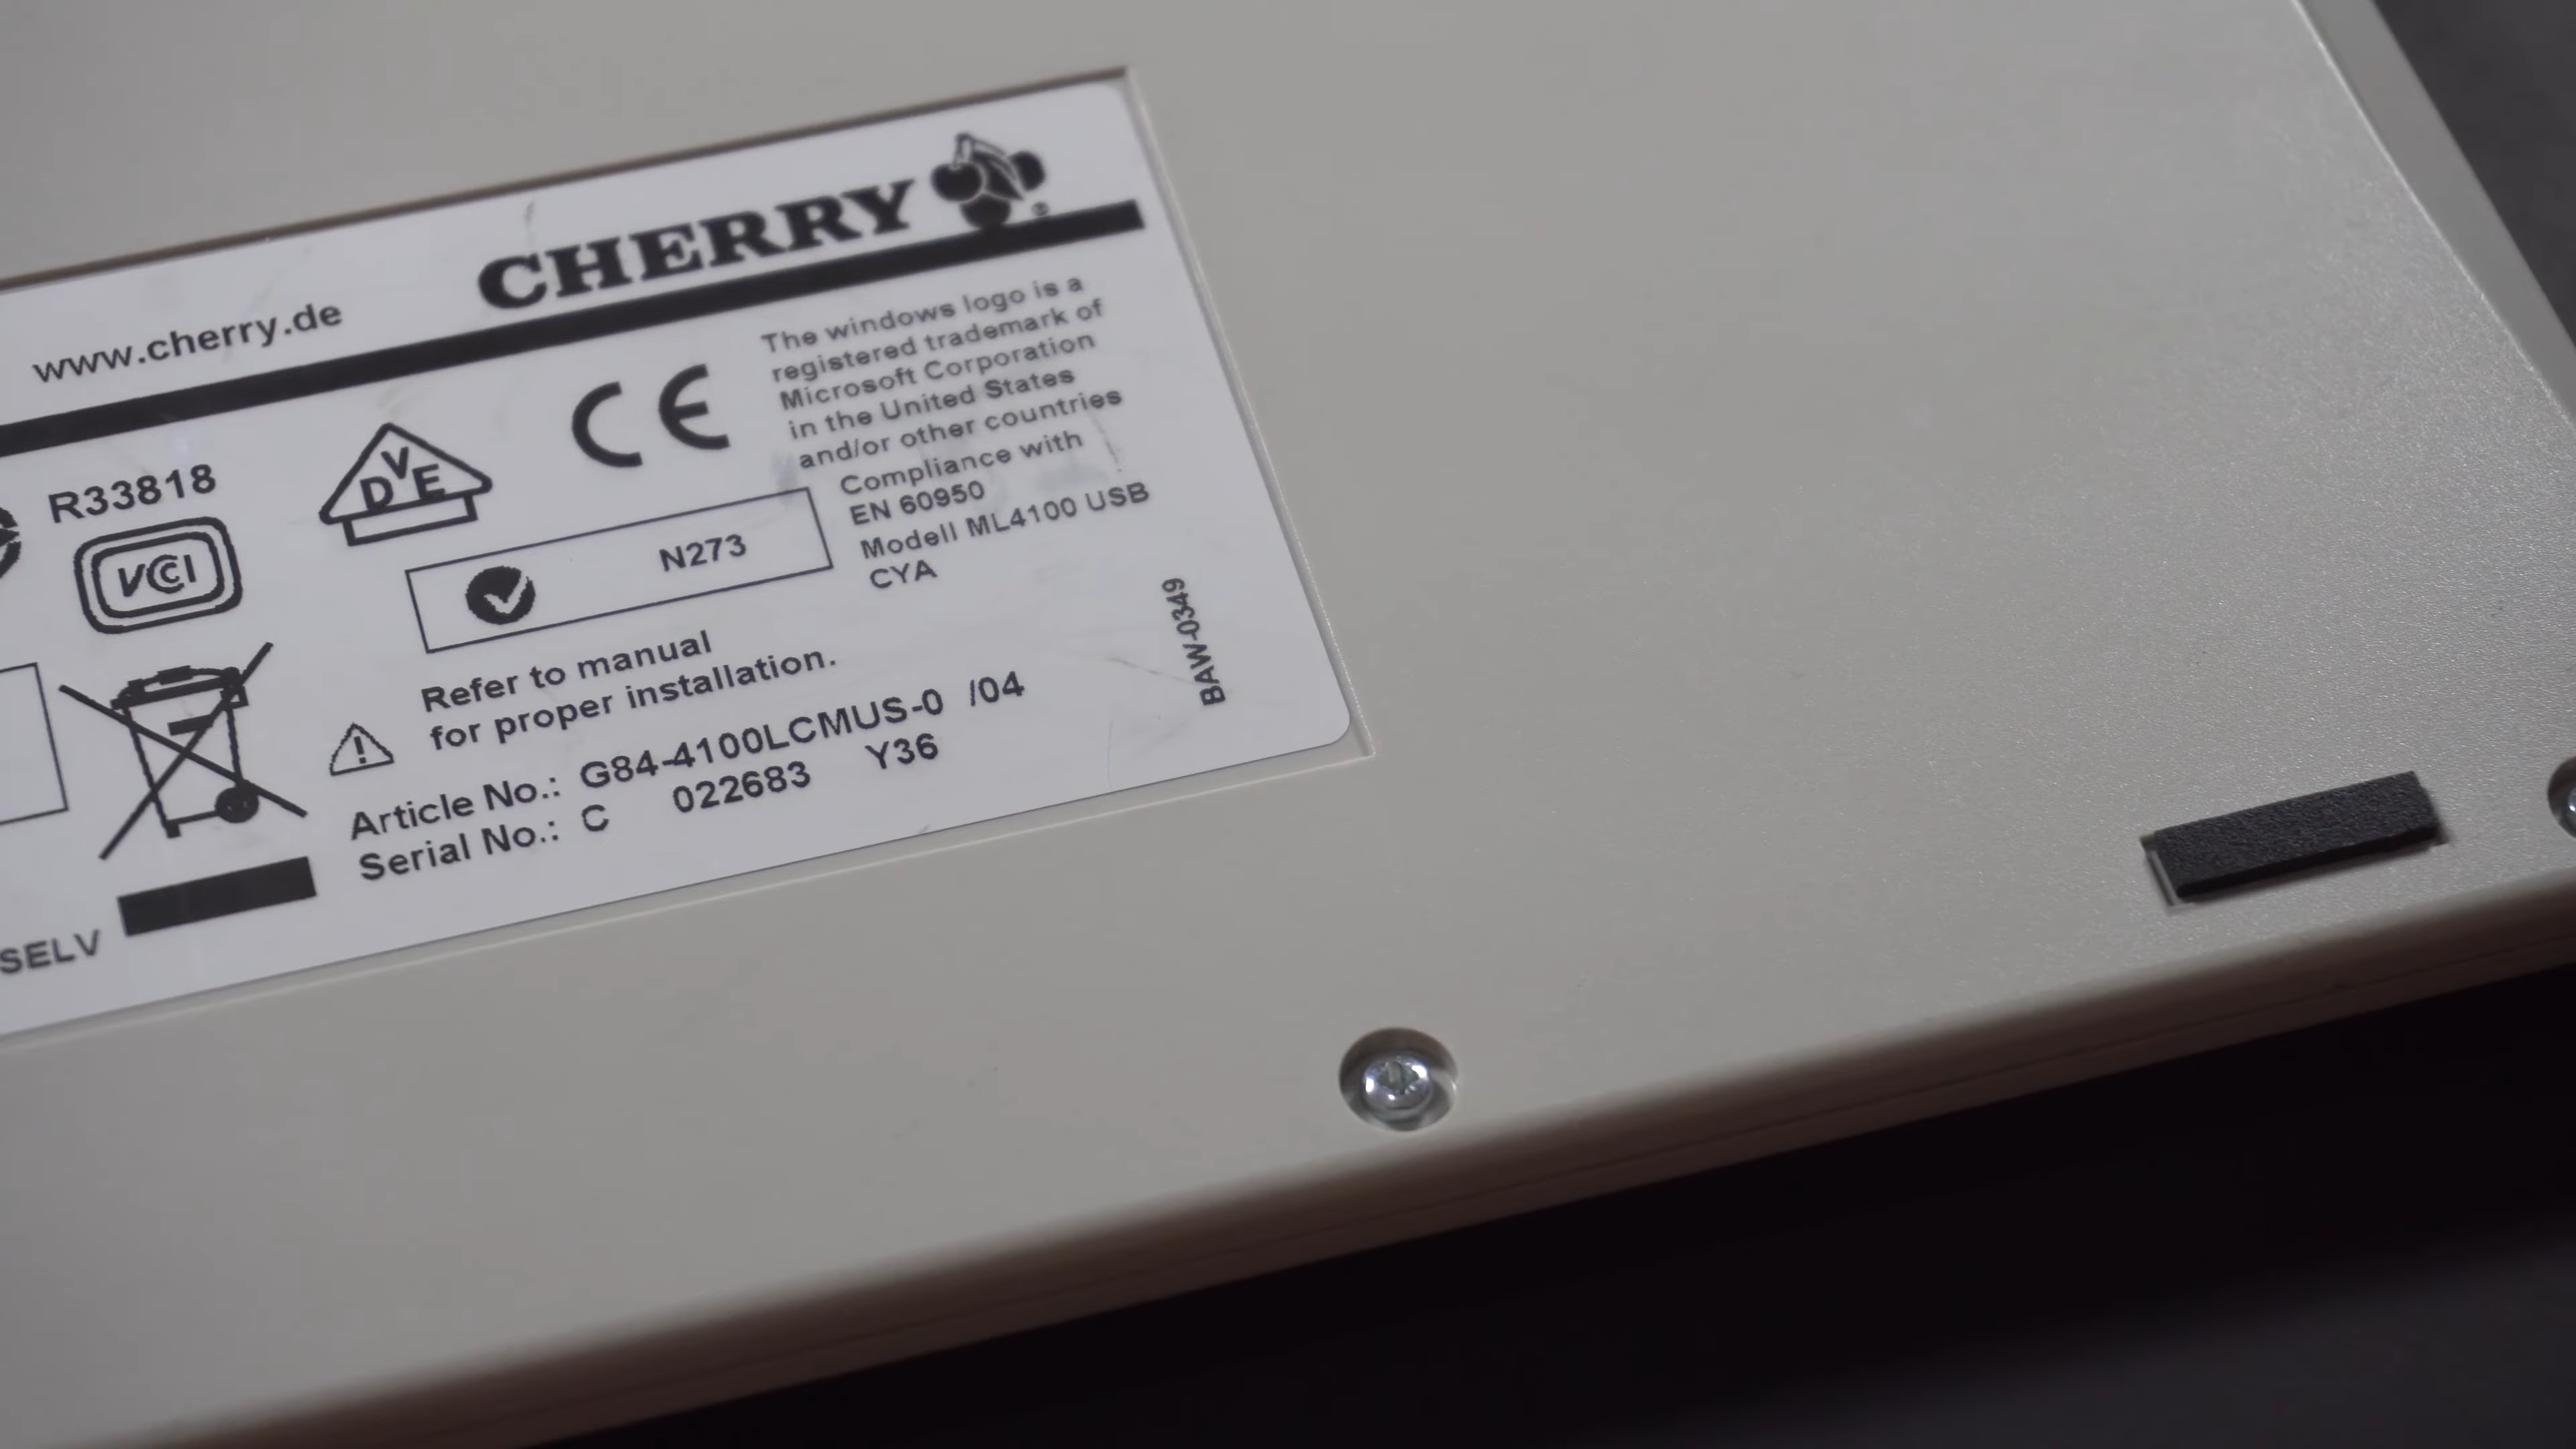 www.cherry.de
CHERRY
®
R33818
VCCI
VDE
CE
N273
The windows logo is a
registered trademark of
Microsoft Corporation
in the United States
and/or other countries
Compliance with
EN 60950
Modell ML4100 USB
CYA
BAW-0349
Refer to manual
for proper installation.
Article No.: G84-4100LCMUS-0 /04
Serial No.: C 022683 Y36
SELV